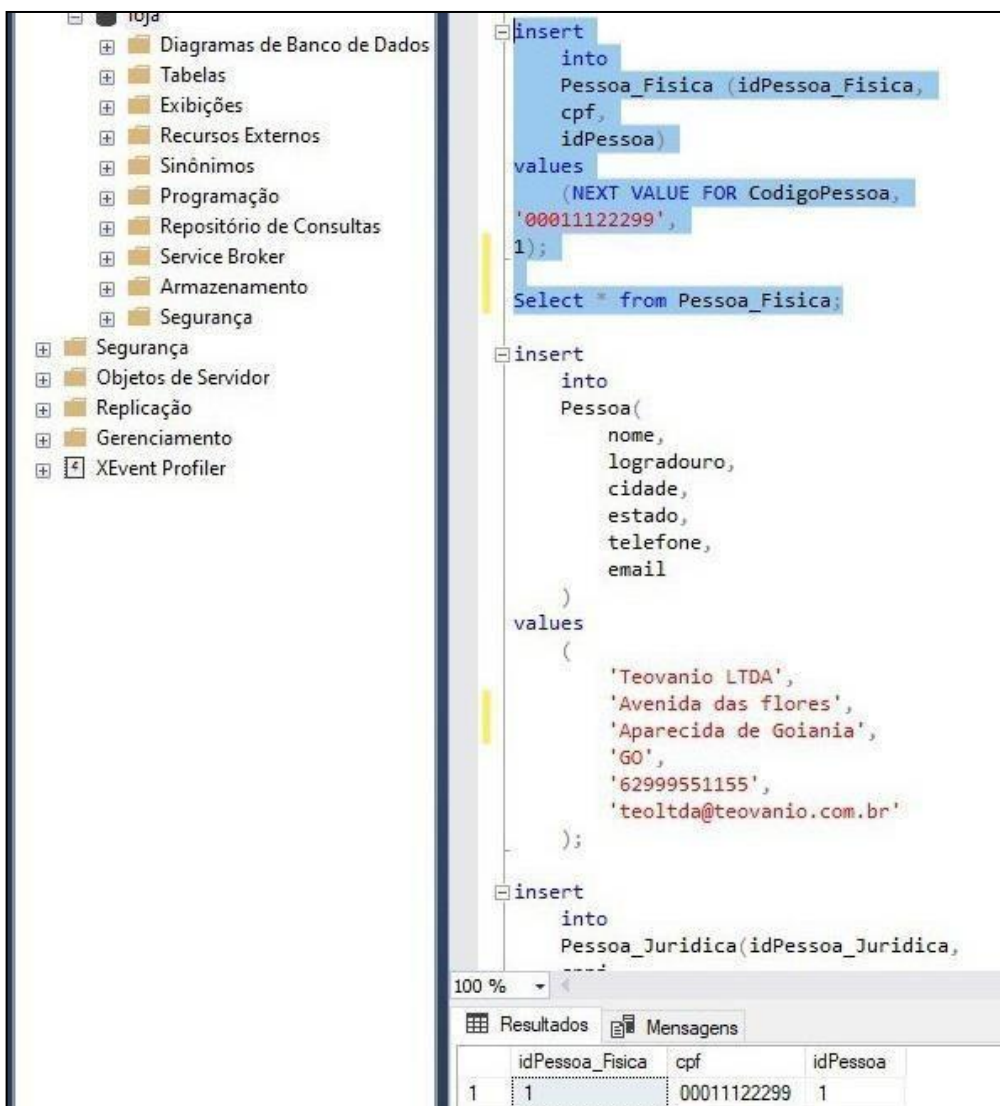 loja
Diagramas de Banco de Dados
Tabelas
Exibições
Recursos Externos
Sinônimos
Programação
Repositório de Consultas
Service Broker
Armazenamento
Segurança
Segurança
Objetos de Servidor
Replicação
Gerenciamento
XEvent Profiler
insert
into
Pessoa_Fisica (idPessoa_Fisica,
cpf,
idPessoa)
values
(NEXT VALUE FOR CodigoPessoa,
'00011122299',
1);
Select * from Pessoa_Fisica;
insert
into
Pessoa(
nome,
logradouro,
cidade,
estado,
telefone,
email
)
values
(
'Teovanio LTDA',
'Avenida das flores',
'Aparecida de Goiania',
'GO',
'62999551155',
'teoltda@teovanio.com.br'
);
insert
into
Pessoa_Juridica(idPessoa_Juridica,
100 %
Resultados Mensagens
idPessoa_Fisica cpf idPessoa
1 1 00011122299 1